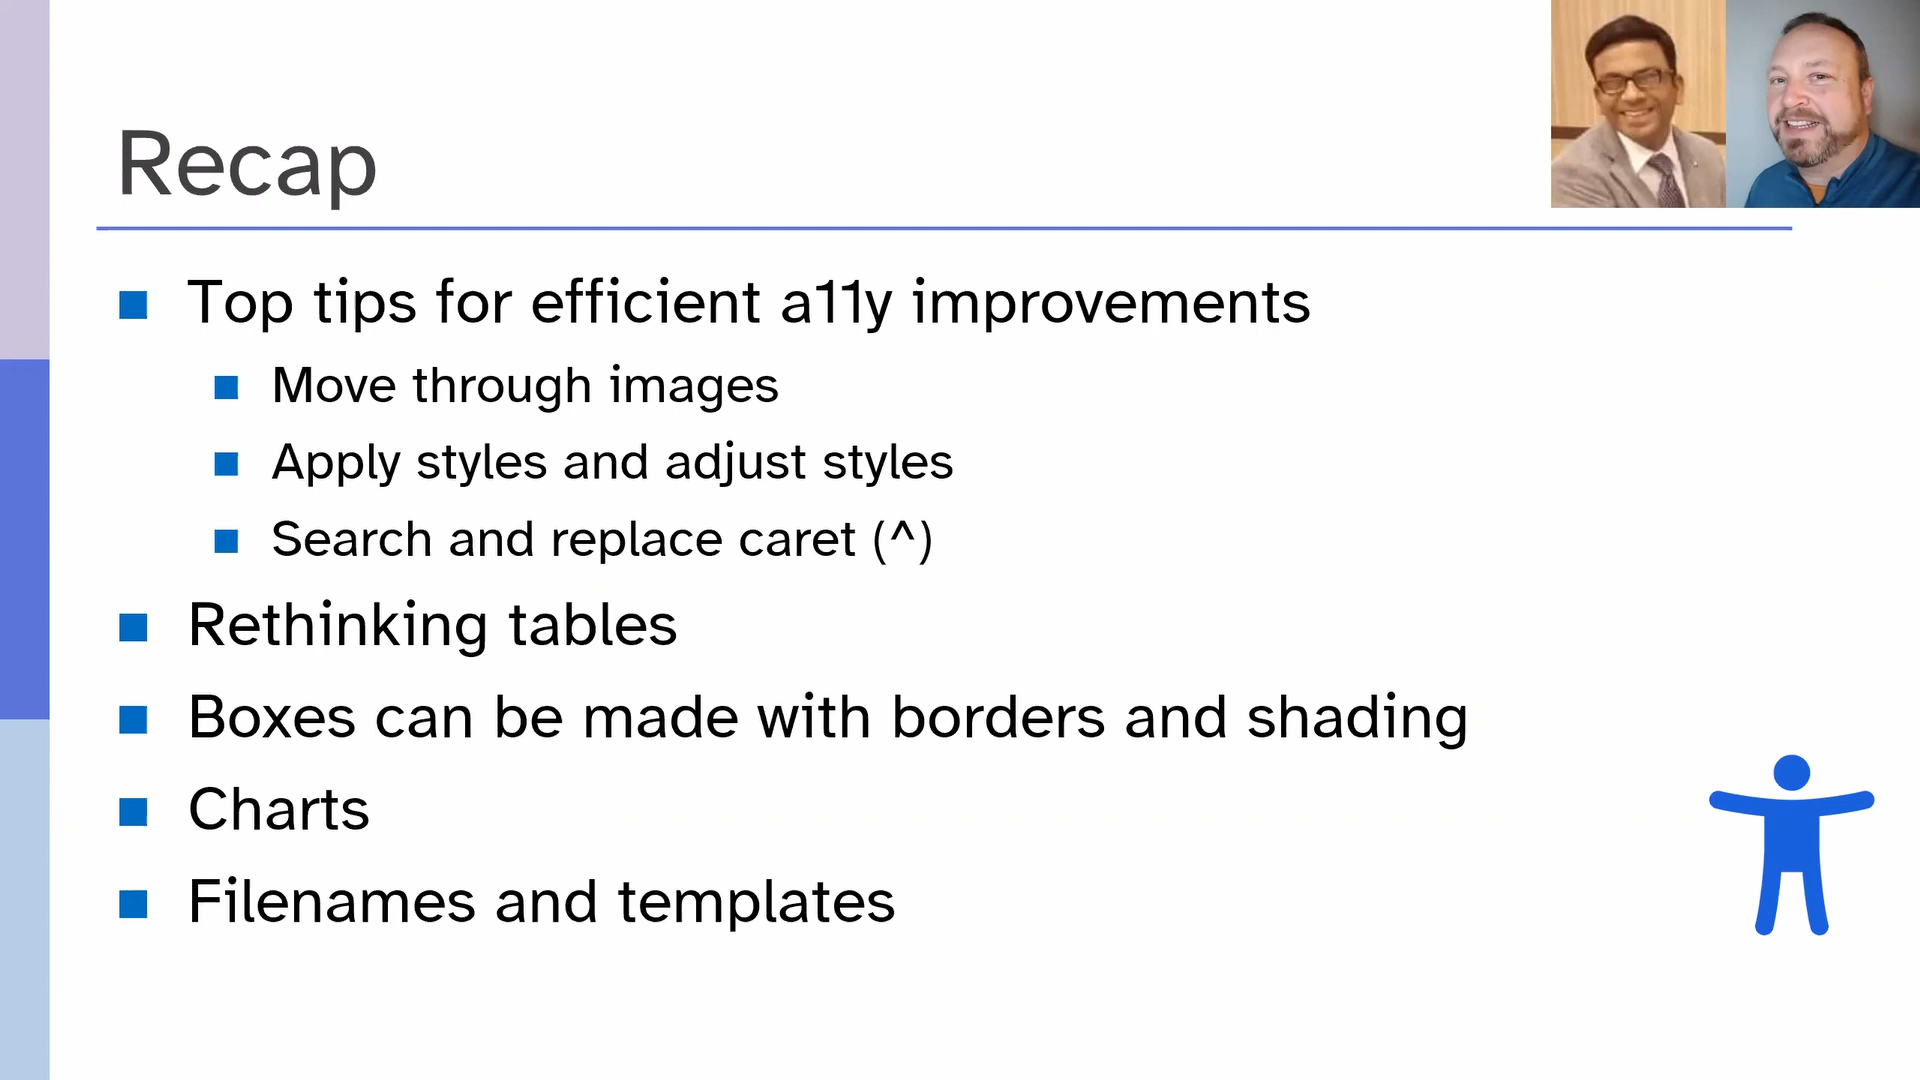 Recap
Top tips for efficient a11y improvements
Move through images
Apply styles and adjust styles
Search and replace caret (^)
Rethinking tables
Boxes can be made with borders and shading
Charts
Filenames and templates